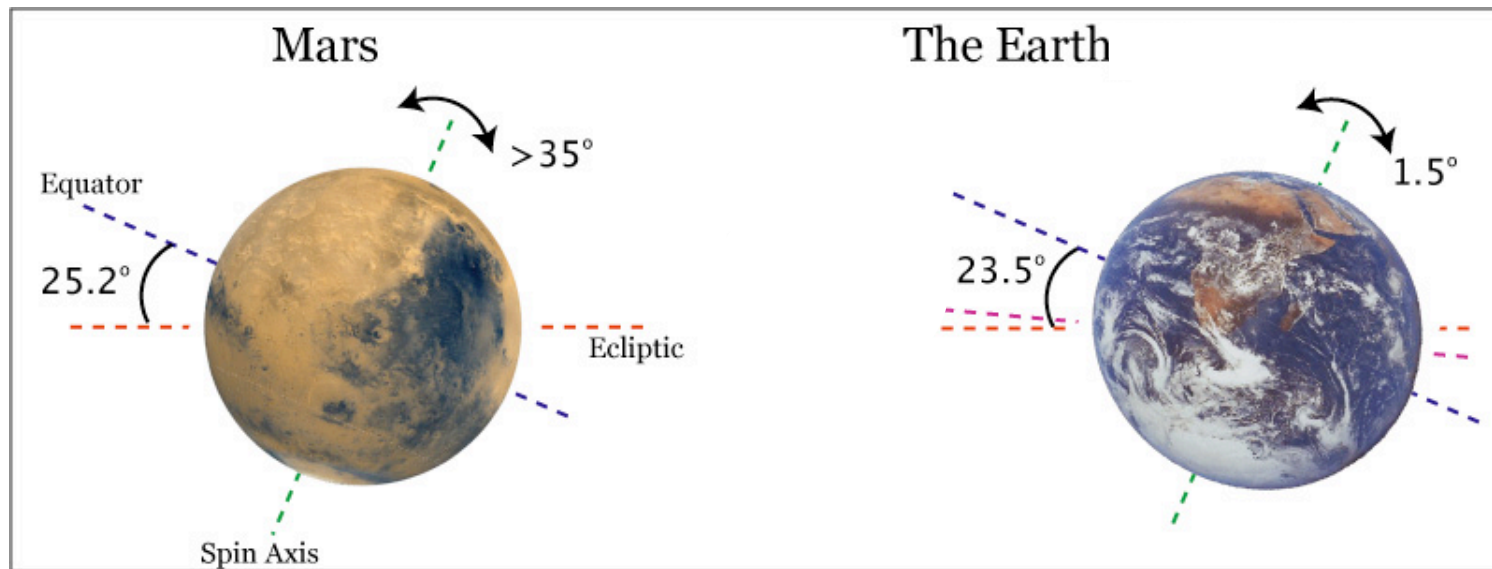 Mars
The Earth
>35°
1.5°
Equator
25.2°
23.5°
Ecliptic
Spin Axis